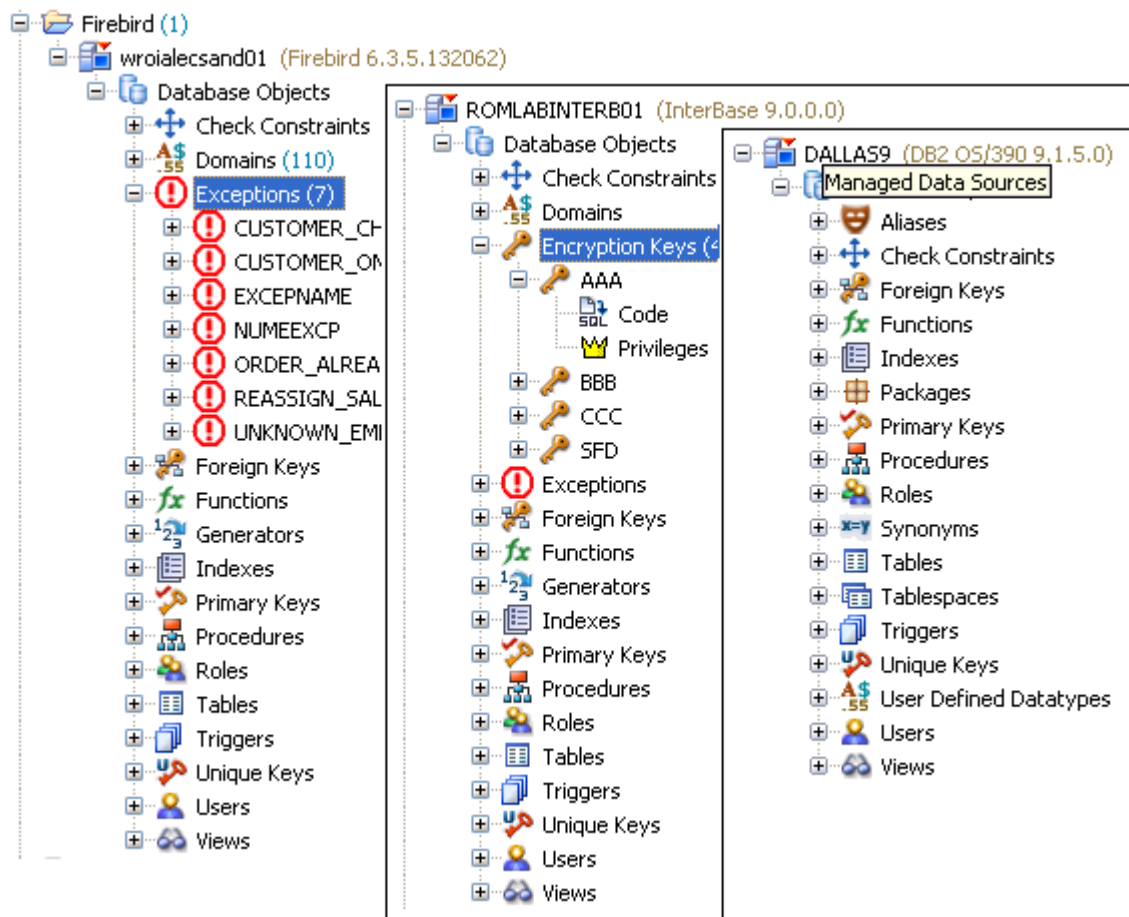 Firebird (1)
wroialecsand01 (Firebird 6.3.5.132062)
Database Objects
Check Constraints
Domains (110)
Exceptions (7)
CUSTOMER_CH
CUSTOMER_ON
EXCEPNAME
NUMEEXCP
ORDER_ALREA
REASSIGN_SAL
UNKNOWN_EM
Foreign Keys
Functions
Generators
Indexes
Primary Keys
Procedures
Roles
Tables
Triggers
Unique Keys
Users
Views
ROMLABINTERB01 (InterBase 9.0.0.0)
Database Objects
Check Constraints
Domains
Encryption Keys (4
AAA
Code
Privileges
BBB
CCC
SFD
Exceptions
Foreign Keys
Functions
Generators
Indexes
Primary Keys
Procedures
Roles
Tables
Triggers
Unique Keys
Users
Views
DALLAS9 (DB2 OS/390 9.1.5.0)
Managed Data Sources
Aliases
Check Constraints
Foreign Keys
Functions
Indexes
Packages
Primary Keys
Procedures
Roles
Synonyms
Tables
Tablespaces
Triggers
Unique Keys
User Defined Datatypes
Users
Views